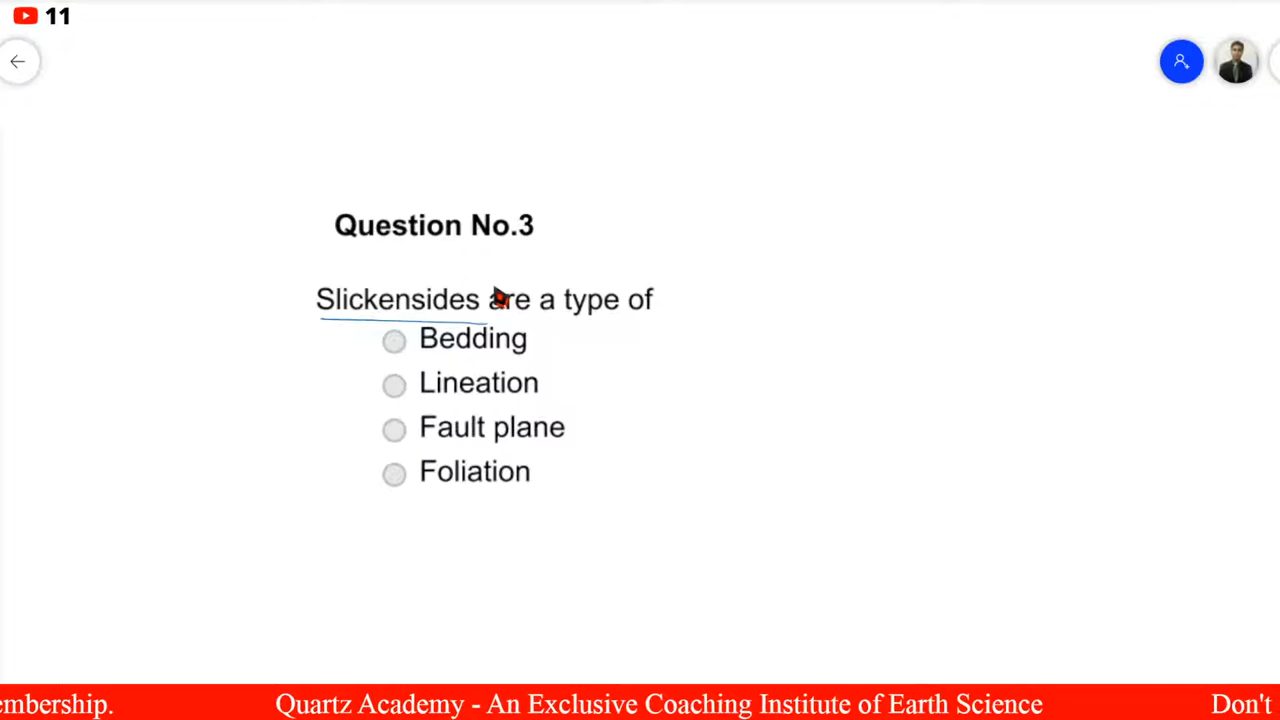 11
Question No.3
Slickensides are a type of
Bedding
Lineation
Fault plane
Foliation
embership. Quartz Academy - An Exclusive Coaching Institute of Earth Science Don't